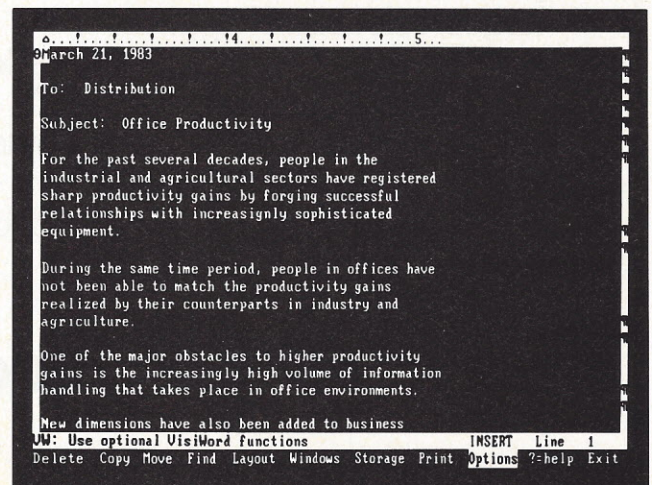 March 21, 1983
To: Distribution
Subject: Office Productivity
For the past several decades, people in the
industrial and agricultural sectors have registered
sharp productivity gains by forging successful
relationships with increasignly sophisticated
equipment.
During the same time period, people in offices have
not been able to match the productivity gains
realized by their counterparts in industry and
agriculture.
One of the major obstacles to higher productivity
gains is the increasingly high volume of information
handling that takes place in office environments.
New dimensions have also been added to business
VW: Use optional VisiWord functions INSERT Line 1
Delete Copy Move Find Layout Windows Storage Print Options ?=help Exit